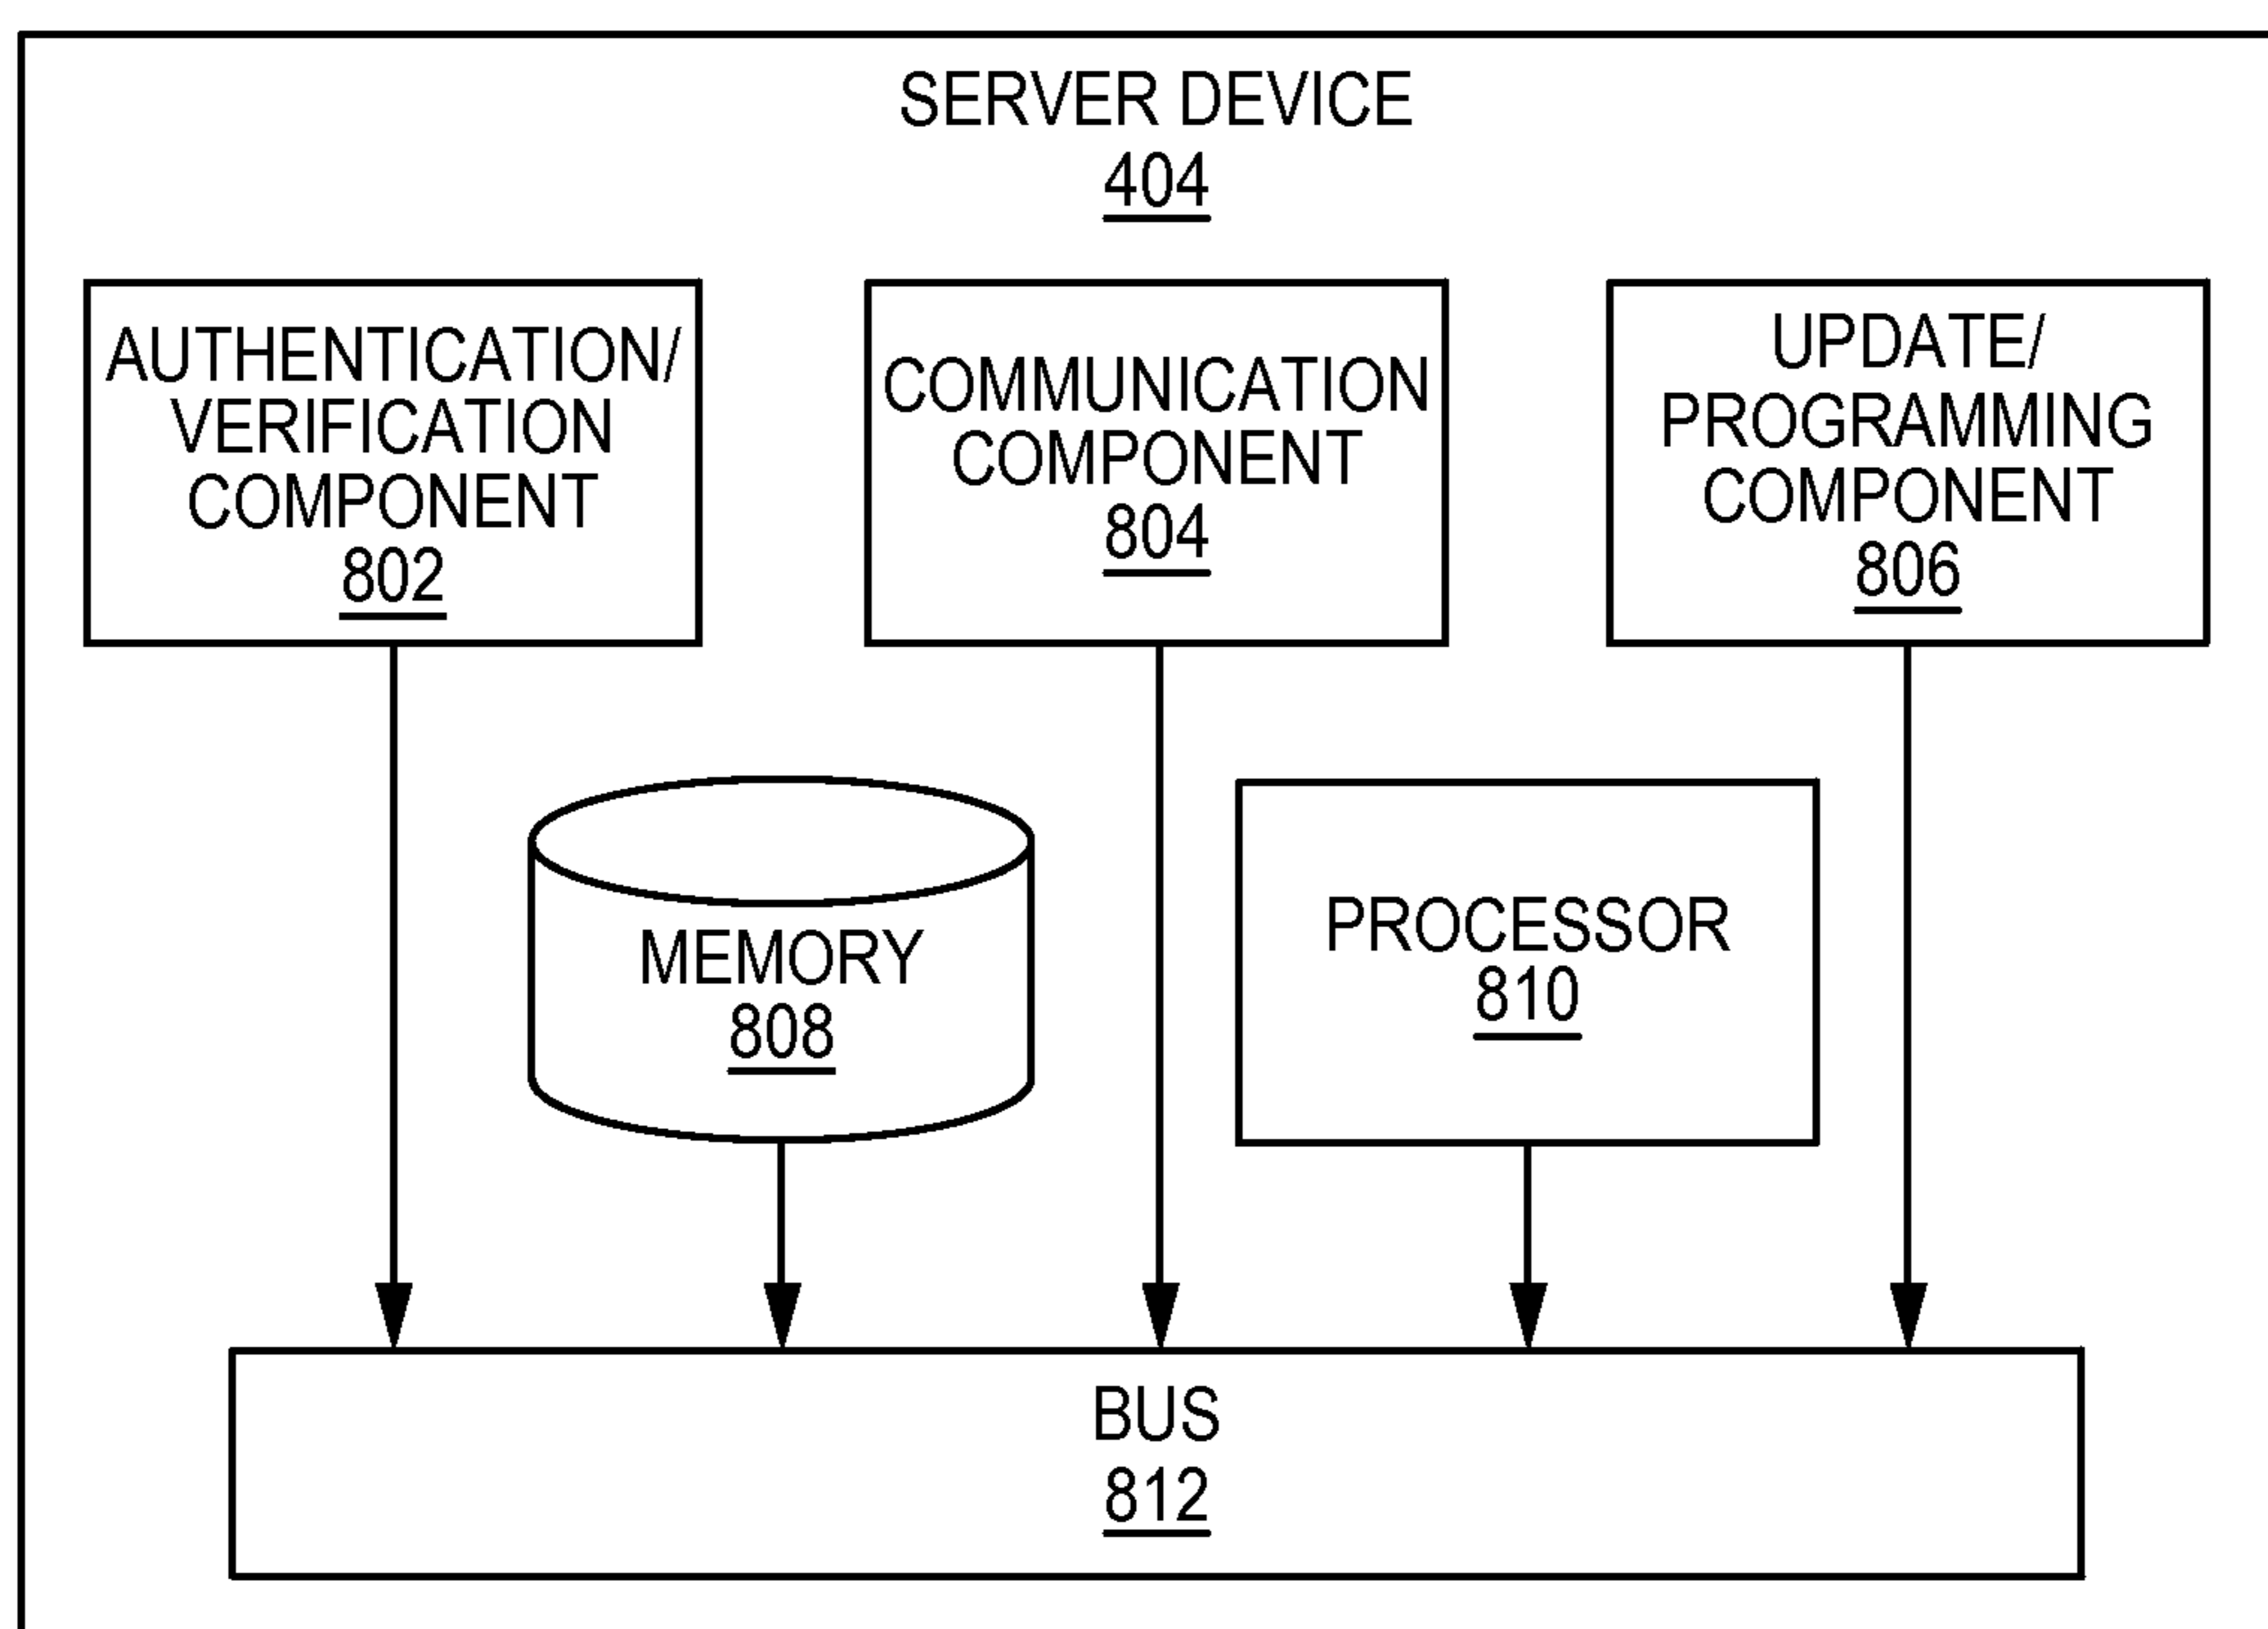 SERVER DEVICE
404
AUTHENTICATION/
VERIFICATION
COMPONENT
802
COMMUNICATION
COMPONENT
804
UPDATE/
PROGRAMMING
COMPONENT
806
MEMORY
808
PROCESSOR
810
BUS
812